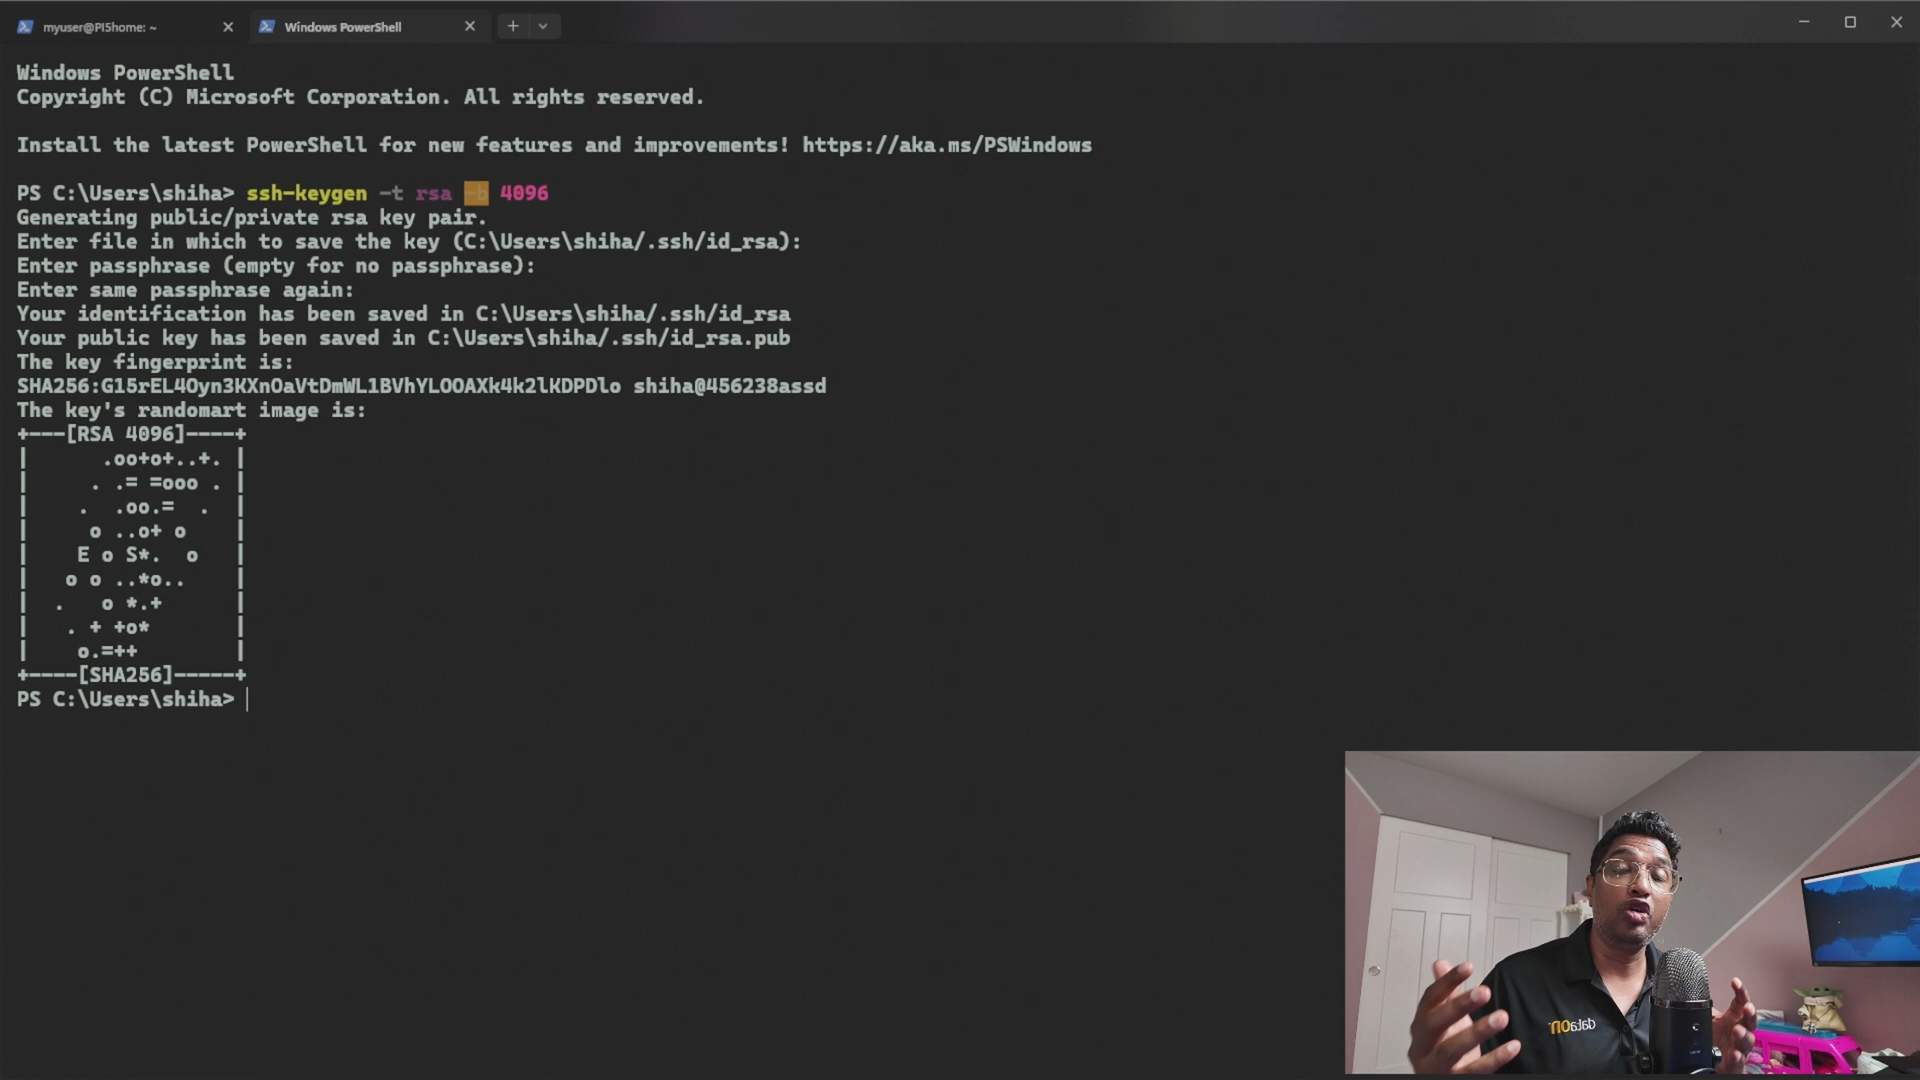 myuser@PI5home: ~
Windows PowerShell
Windows PowerShell
Copyright (C) Microsoft Corporation. All rights reserved.
Install the latest PowerShell for new features and improvements! https://aka.ms/PSWindows
PS C:\Users\shiha> ssh-keygen -t rsa -b 4096
Generating public/private rsa key pair.
Enter file in which to save the key (C:\Users\shiha/.ssh/id_rsa):
Enter passphrase (empty for no passphrase):
Enter same passphrase again:
Your identification has been saved in C:\Users\shiha/.ssh/id_rsa
Your public key has been saved in C:\Users\shiha/.ssh/id_rsa.pub
The key fingerprint is:
SHA256:G15rEL4Oyn3KXnOaVtDmWL1BVhYLOOAXk4k2lKDPDlo shiha@456238assd
The key's randomart image is:
+---[RSA 4096]----+
|      .oo+o+..+. |
|     . .= =ooo . |
|    .  .oo.=  .  |
|     o ..o+ o    |
|    E o S*.  o   |
|   o o ..*o..    |
|  .   o *.+      |
|   . + +o*       |
|    o.=++        |
+----[SHA256]-----+
PS C:\Users\shiha>
dataON